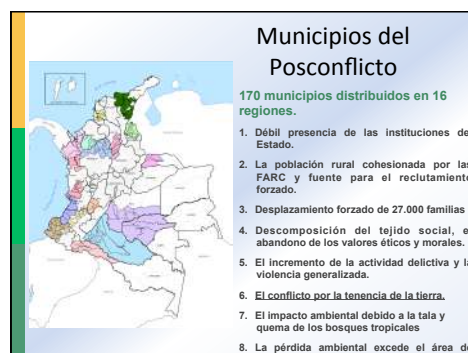 Municipios del
Posconflicto
170 municipios distribuidos en 16
regiones.
1. Débil presencia de las instituciones de
Estado.
2. La población rural cohesionada por las
FARC y fuente para el reclutamiento
forzado.
3. Desplazamiento forzado de 27.000 familias
4. Descomposición del tejido social, e
abandono de los valores éticos y morales.
5. El incremento de la actividad delictiva y la
violencia generalizada.
6. El conflicto por la tenencia de la tierra.
7. El impacto ambiental debido a la tala y
quema de los bosques tropicales
8. La pérdida ambiental excede el área de